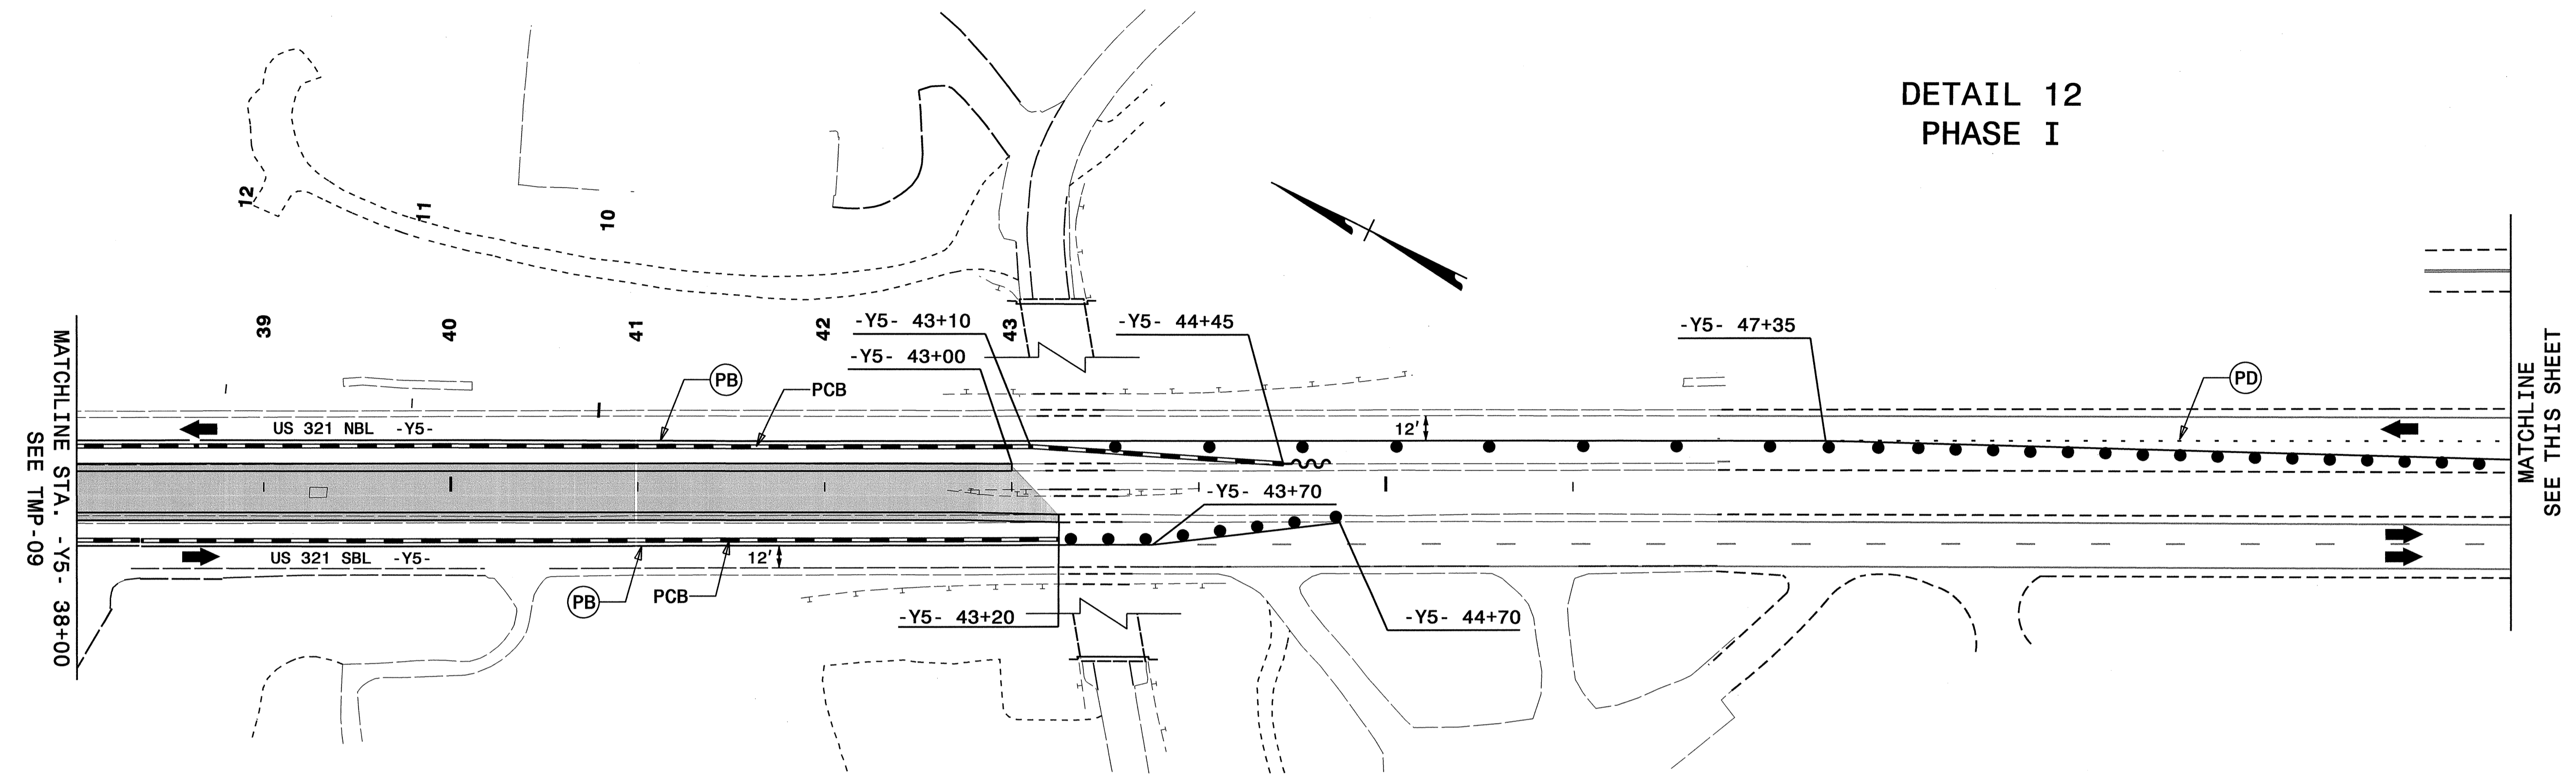 DETAIL 12
PHASE I
12
11
10
39
40
41
42
43
-Y5- 43+10
-Y5- 43+00
-Y5- 44+45
-Y5- 47+35
PB
PCB
PD
US 321 NBL -Y5-
12'
-Y5- 43+70
US 321 SBL -Y5-
12'
PB
PCB
-Y5- 43+20
-Y5- 44+70
MATCHLINE STA. -Y5- 38+00
SEE TMP-09
MATCHLINE
SEE THIS SHEET